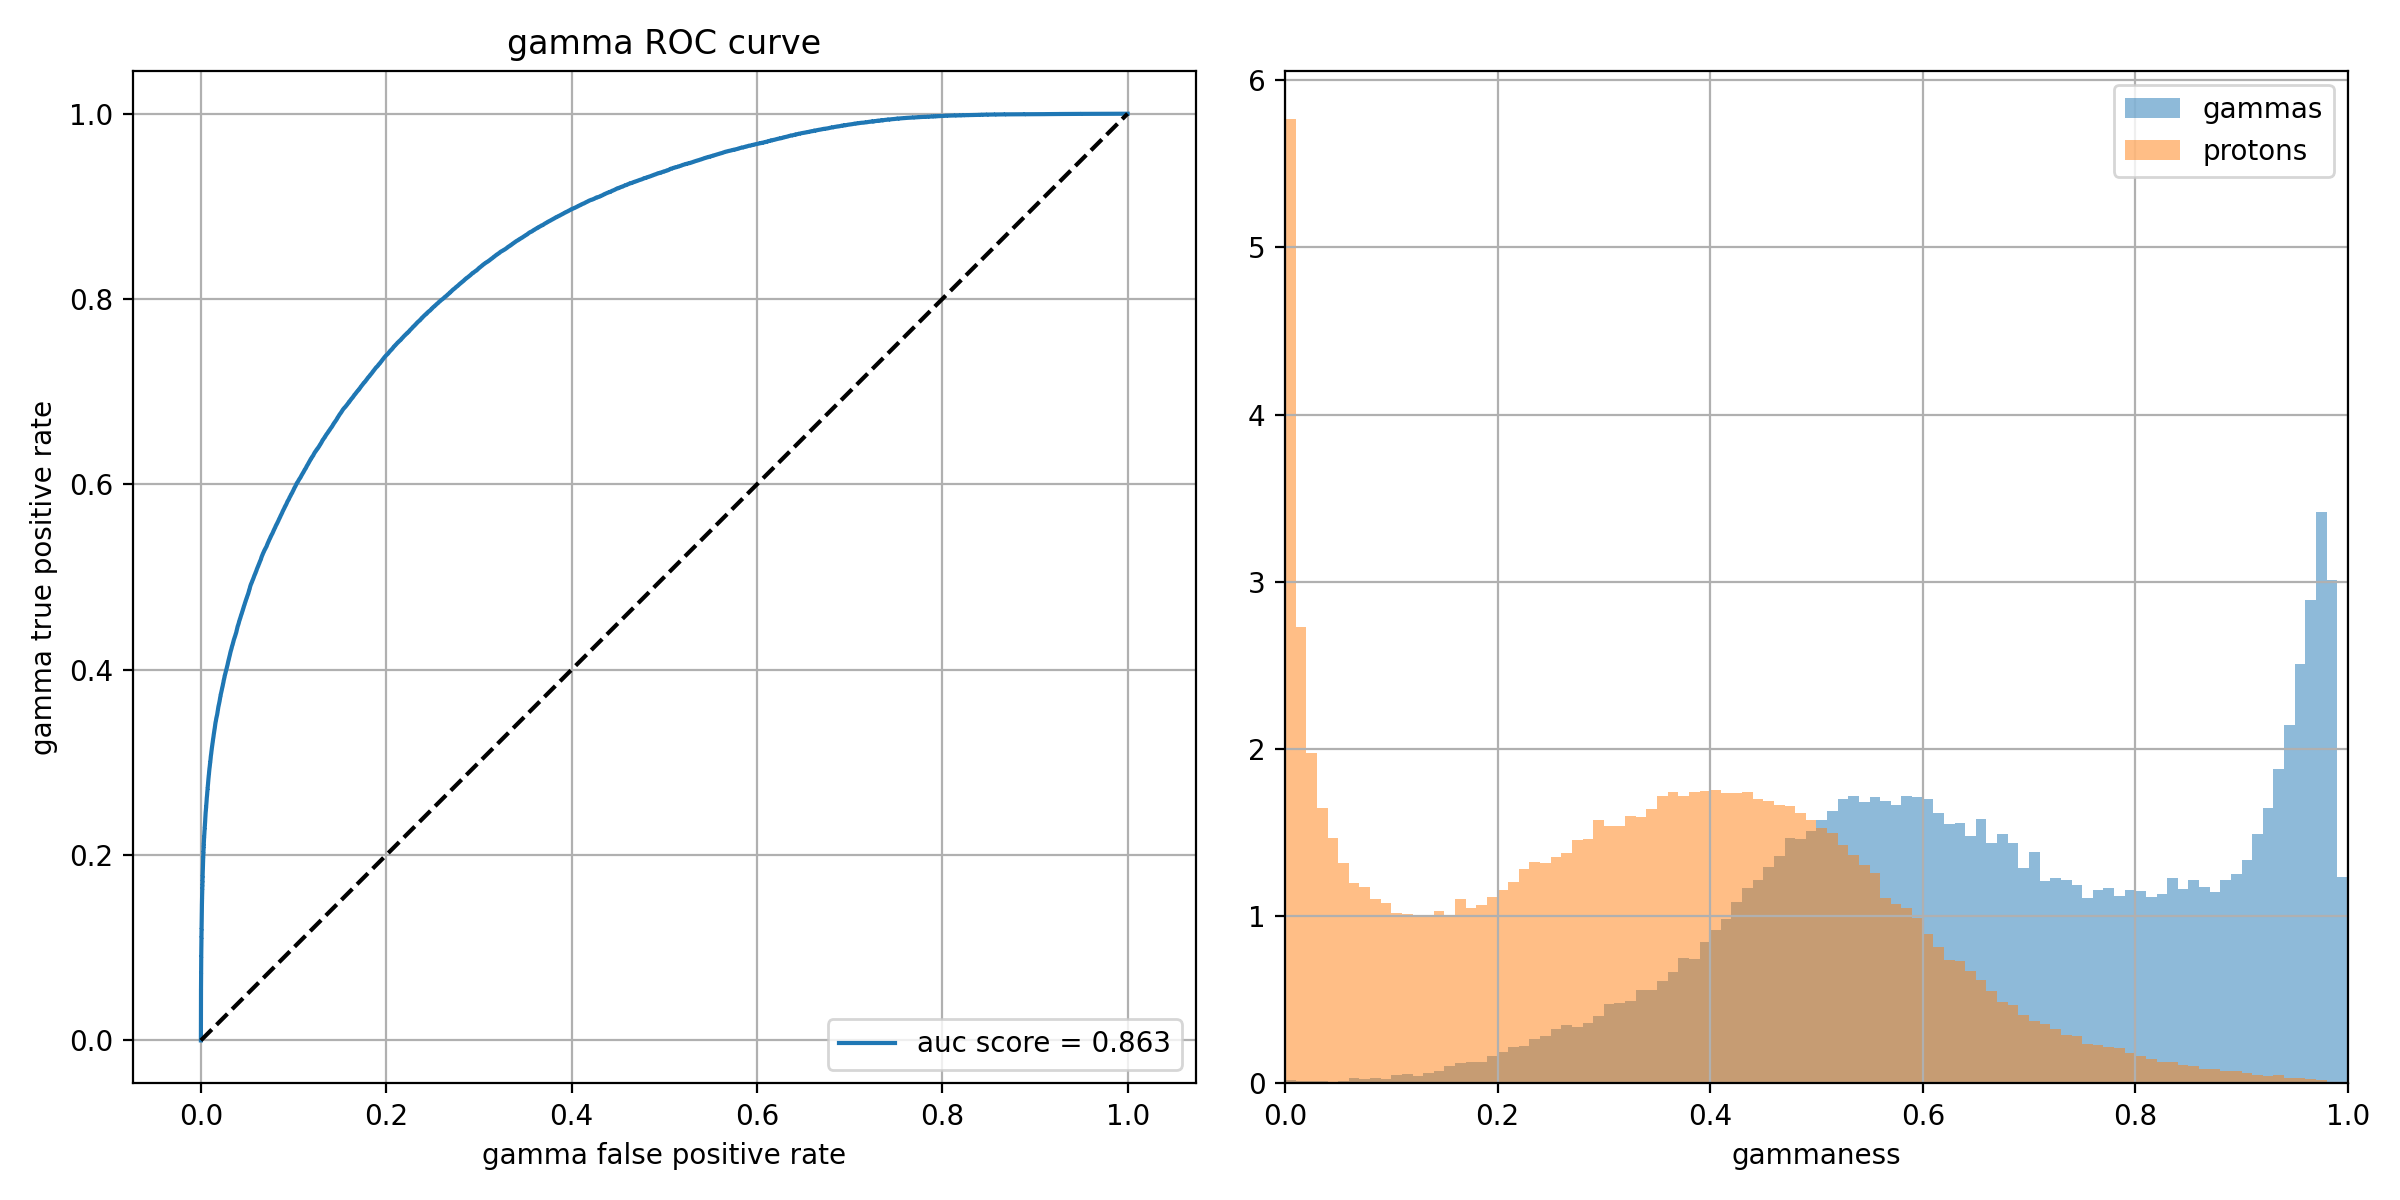 gamma ROC curve
gamma true positive rate
1.0
0.8
0.6
0.4
0.2
0.0
0.0 0.2 0.4 0.6 0.8 1.0
gamma false positive rate
auc score = 0.863
6
5
4
3
2
1
0
0.0 0.2 0.4 0.6 0.8 1.0
gammaness
gammas
protons